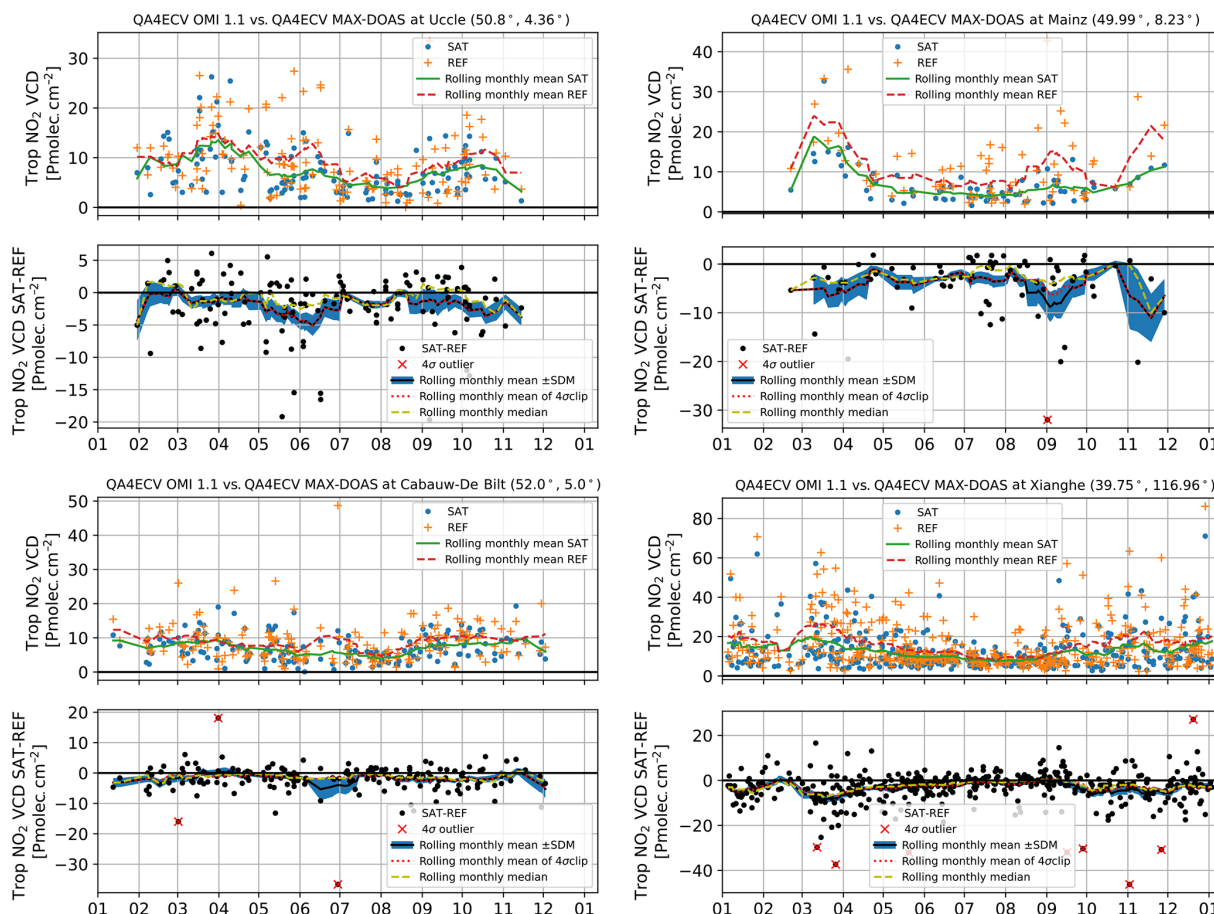 QA4ECV OMI 1.1 vs. QA4ECV MAX-DOAS at Uccle (50.8°, 4.36°)
Trop NO₂ VCD
[Pmolec. cm⁻²]
30
20
10
0
SAT
REF
Rolling monthly mean SAT
Rolling monthly mean REF
Trop NO₂ VCD SAT-REF
[Pmolec. cm⁻²]
5
0
−5
−10
−15
−20
SAT-REF
4σ outlier
Rolling monthly mean ±SDM
Rolling monthly mean of 4σclip
Rolling monthly median
01 02 03 04 05 06 07 08 09 10 11 12 01
QA4ECV OMI 1.1 vs. QA4ECV MAX-DOAS at Mainz (49.99°, 8.23°)
Trop NO₂ VCD
[Pmolec. cm⁻²]
40
30
20
10
0
SAT
REF
Rolling monthly mean SAT
Rolling monthly mean REF
Trop NO₂ VCD SAT-REF
[Pmolec. cm⁻²]
0
−10
−20
−30
SAT-REF
4σ outlier
Rolling monthly mean ±SDM
Rolling monthly mean of 4σclip
Rolling monthly median
01 02 03 04 05 06 07 08 09 10 11 12 01
QA4ECV OMI 1.1 vs. QA4ECV MAX-DOAS at Cabauw-De Bilt (52.0°, 5.0°)
Trop NO₂ VCD
[Pmolec. cm⁻²]
50
40
30
20
10
0
SAT
REF
Rolling monthly mean SAT
Rolling monthly mean REF
Trop NO₂ VCD SAT-REF
[Pmolec. cm⁻²]
20
10
0
−10
−20
−30
SAT-REF
4σ outlier
Rolling monthly mean ±SDM
Rolling monthly mean of 4σclip
Rolling monthly median
01 02 03 04 05 06 07 08 09 10 11 12 01
QA4ECV OMI 1.1 vs. QA4ECV MAX-DOAS at Xianghe (39.75°, 116.96°)
Trop NO₂ VCD
[Pmolec. cm⁻²]
80
60
40
20
0
SAT
REF
Rolling monthly mean SAT
Rolling monthly mean REF
Trop NO₂ VCD SAT-REF
[Pmolec. cm⁻²]
20
0
−20
−40
SAT-REF
4σ outlier
Rolling monthly mean ±SDM
Rolling monthly mean of 4σclip
Rolling monthly median
01 02 03 04 05 06 07 08 09 10 11 12 01